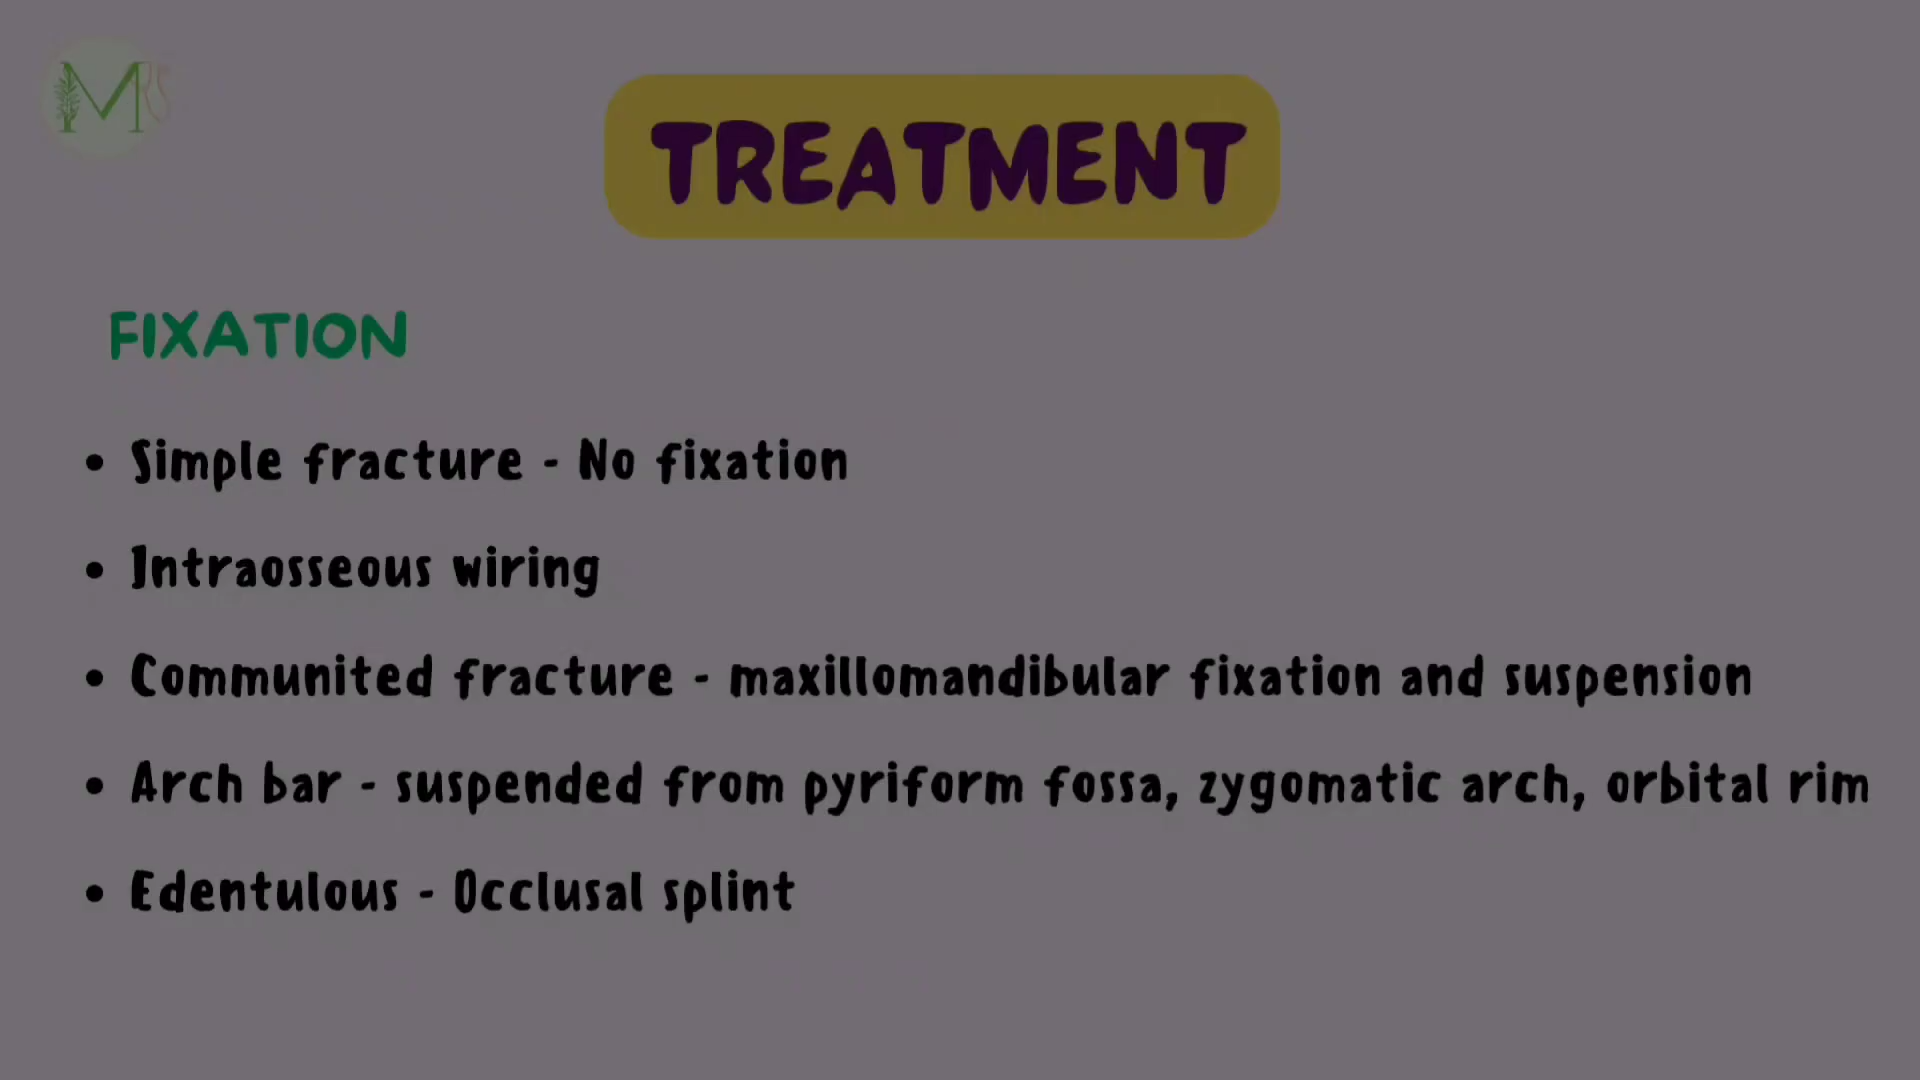 M
TREATMENT
FIXATION
• Simple fracture - No fixation
• Intraosseous wiring
• Communited fracture - maxillomandibular fixation and suspension
• Arch bar - suspended from pyriform fossa, zygomatic arch, orbital rim
• Edentulous - Occlusal splint